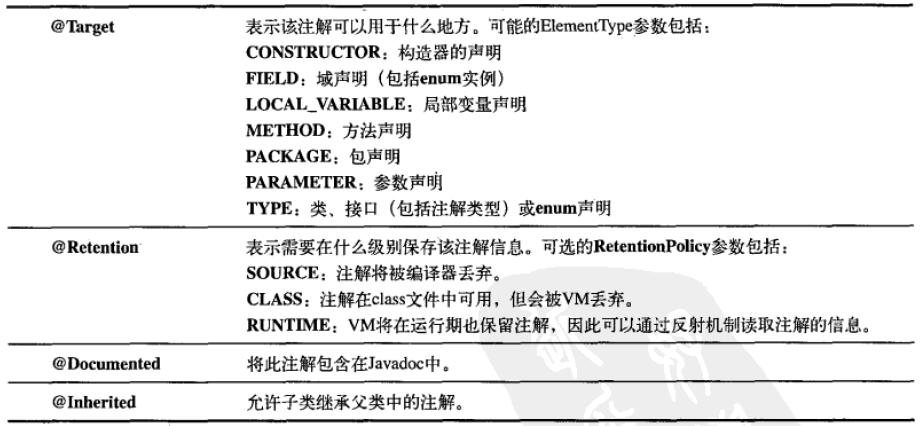 @Target 表示该注解可以用于什么地方。可能的ElementType参数包括：
CONSTRUCTOR：构造器的声明
FIELD：域声明（包括enum实例）
LOCAL_VARIABLE：局部变量声明
METHOD：方法声明
PACKAGE：包声明
PARAMETER：参数声明
TYPE：类、接口（包括注解类型）或enum声明
@Retention 表示需要在什么级别保存该注解信息。可选的RetentionPolicy参数包括：
SOURCE：注解将被编译器丢弃。
CLASS：注解在class文件中可用，但会被VM丢弃。
RUNTIME：VM将在运行期也保留注解，因此可以通过反射机制读取注解的信息。
@Documented 将此注解包含在Javadoc中。
@Inherited 允许子类继承父类中的注解。